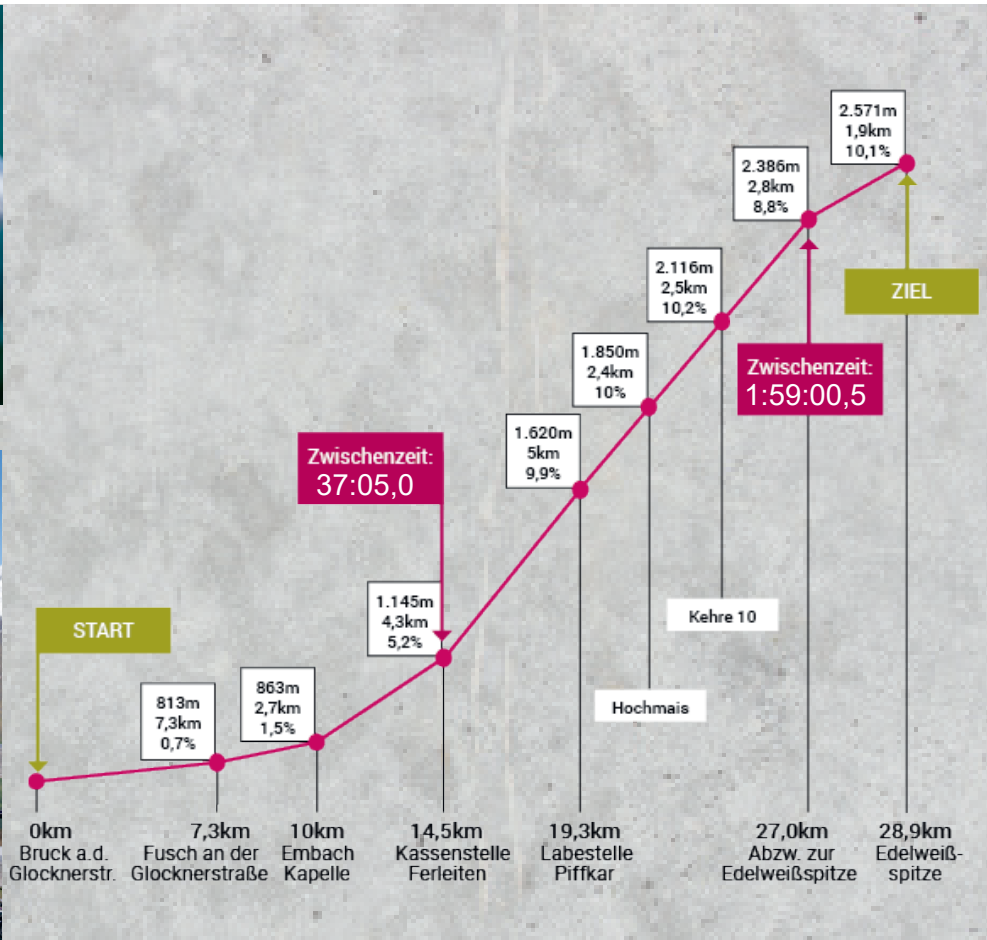 2.571m
1,9km
10,1%
2.386m
2,8km
8,8%
2.116m
2,5km
10,2%
ZIEL
1.850m
2,4km
10%
Zwischenzeit:
1:59:00,5
1.620m
5km
9,9%
Zwischenzeit:
37:05,0
1.145m
4,3km
5,2%
START
Kehre 10
863m
2,7km
1,5%
813m
7,3km
0,7%
Hochmais
0km
Bruck a.d.
Glocknerstr.
7,3km
Fusch an der
Glocknerstraße
10km
Embach
Kapelle
14,5km
Kassenstelle
Ferleiten
19,3km
Labestelle
Piffkar
27,0km
Abzw. zur
Edelweißspitze
28,9km
Edelweiß-
spitze